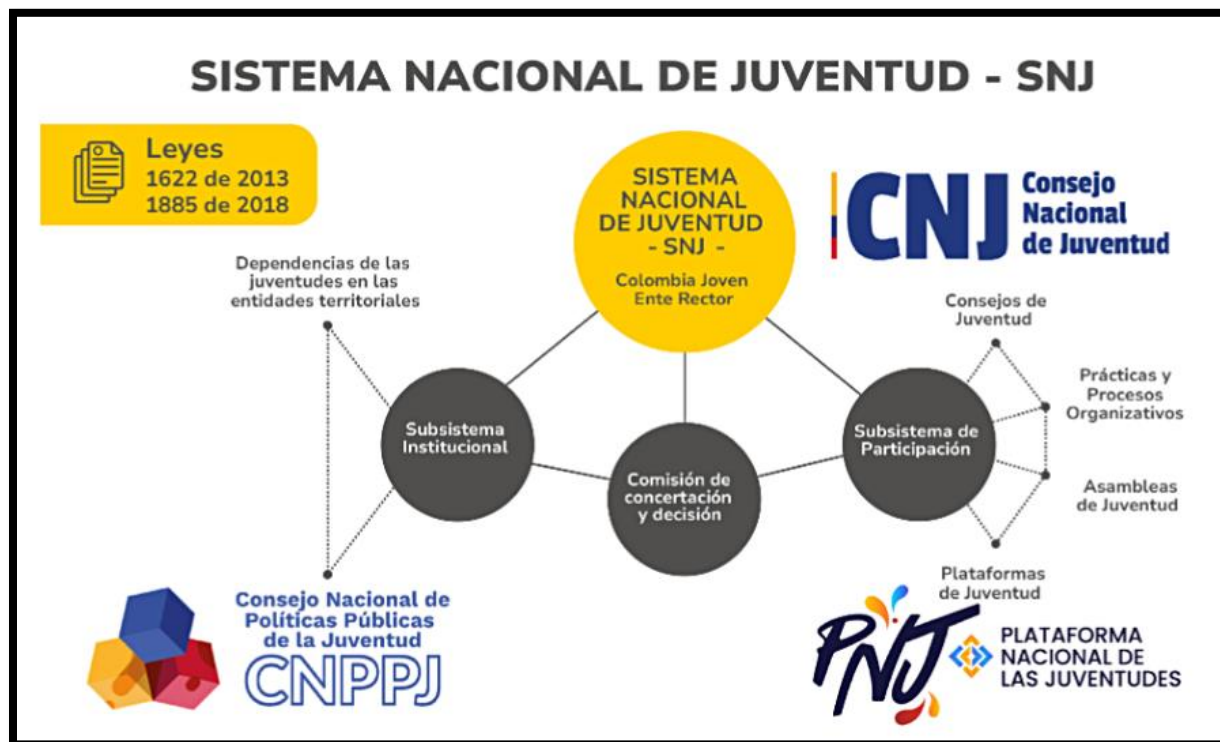 SISTEMA NACIONAL DE JUVENTUD - SNJ
Leyes
1622 de 2013
1885 de 2018
SISTEMA
NACIONAL
DE JUVENTUD
- SNJ -
Colombia Joven
Ente Rector
CNJ
Consejo
Nacional
de Juventud
Dependencias de las
juventudes en las
entidades territoriales
Consejos de
Juventud
Prácticas y
Procesos
Organizativos
Subsistema
Institucional
Comisión de
concertación
y decisión
Subsistema de
Participación
Asambleas
de Juventud
Plataformas
de Juventud
Consejo Nacional de
Políticas Públicas
de la Juventud
CNPPJ
PNJ
PLATAFORMA
NACIONAL DE
LAS JUVENTUDES